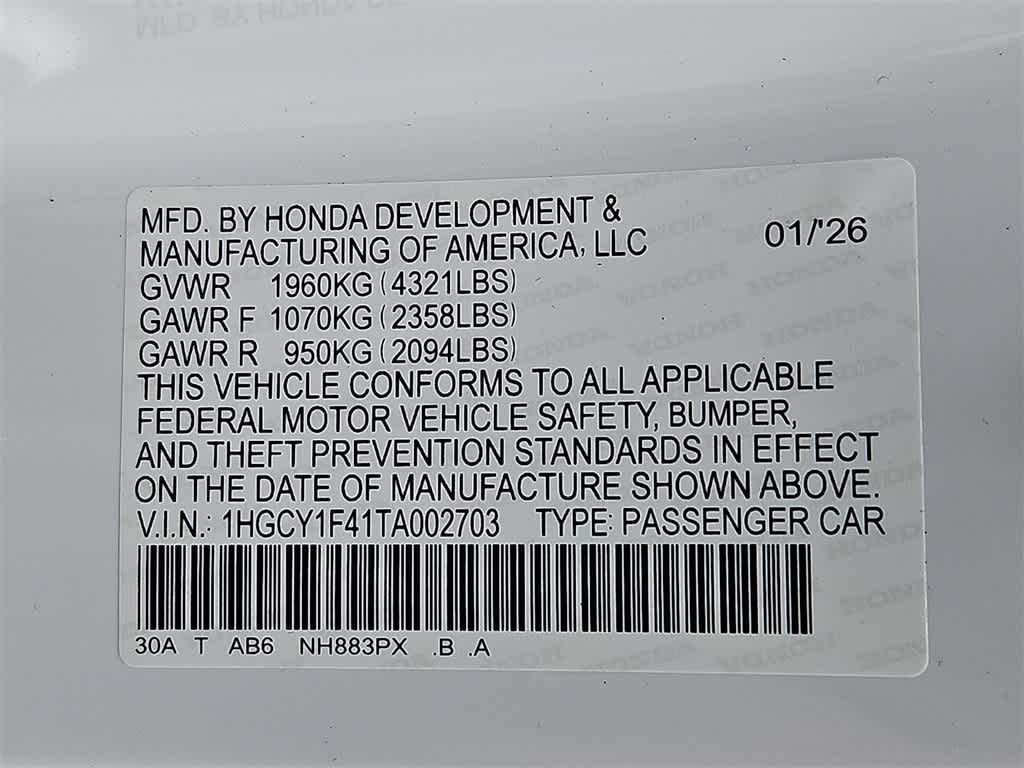 MFD. BY HONDA DEVELOPMENT &
MANUFACTURING OF AMERICA, LLC 01/'26
GVWR 1960KG (4321LBS)
GAWR F 1070KG (2358LBS)
GAWR R 950KG (2094LBS)
THIS VEHICLE CONFORMS TO ALL APPLICABLE
FEDERAL MOTOR VEHICLE SAFETY, BUMPER,
AND THEFT PREVENTION STANDARDS IN EFFECT
ON THE DATE OF MANUFACTURE SHOWN ABOVE.
V.I.N.: 1HGCY1F41TA002703 TYPE: PASSENGER CAR
30A T AB6 NH883PX .B .A